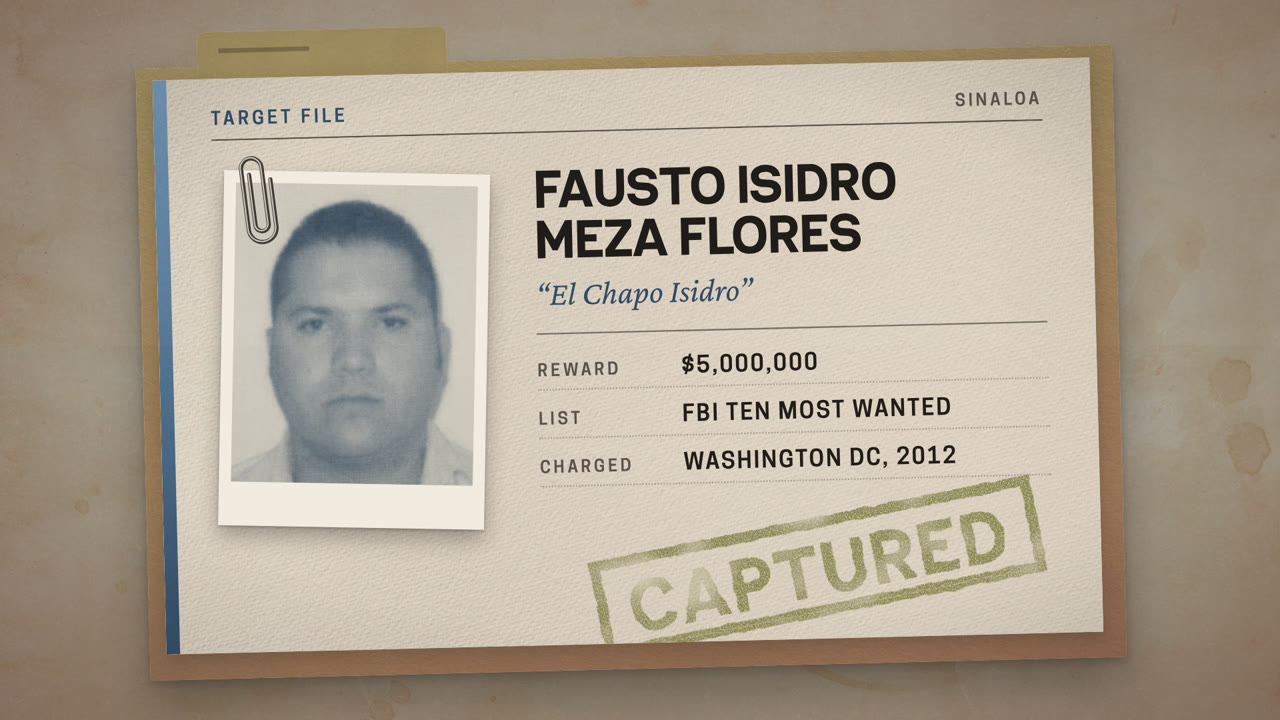 TARGET FILE
SINALOA
FAUSTO ISIDRO
MEZA FLORES
“El Chapo Isidro”
REWARD $5,000,000
LIST FBI TEN MOST WANTED
CHARGED WASHINGTON DC, 2012
CAPTURED